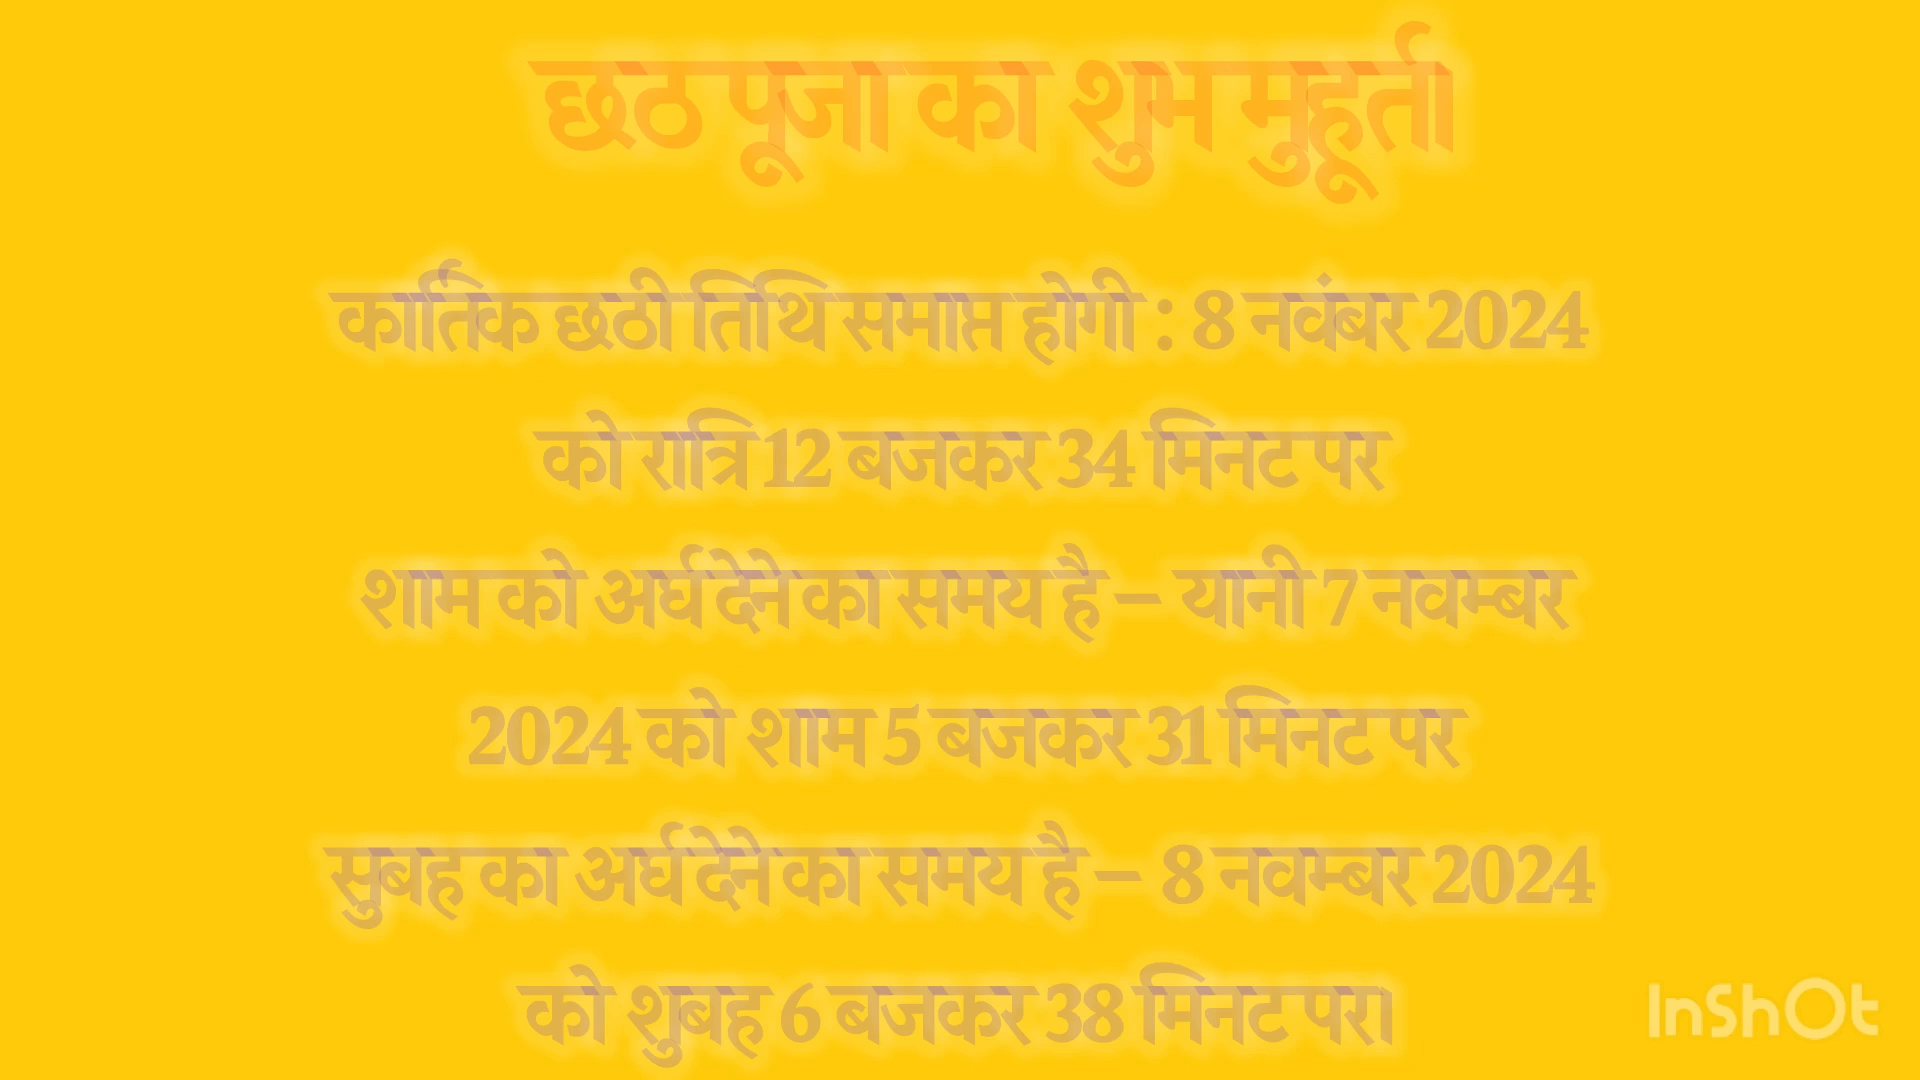 छठ पूजा का शुभ मुहूर्त।
कार्तिक छठी तिथि समाप्त होगी : 8 नवंबर 2024
को रात्रि 12 बजकर 34 मिनट पर
शाम को अर्घ देने का समय है – यानी 7 नवम्बर
2024 को शाम 5 बजकर 31 मिनट पर
सुबह का अर्घ देने का समय है – 8 नवम्बर 2024
को शुबह 6 बजकर 38 मिनट पर।
InShOt